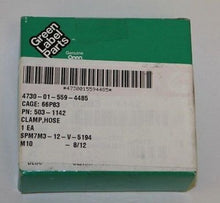 Green
Label
Parts
Genuine
Onan
*4730015594485*
4730-01-559-4485
CAGE: 66P83
PN: 503-1142
CLAMP,HOSE
1 EA
SPM7M3-12-V-5194
M10 - 8/12